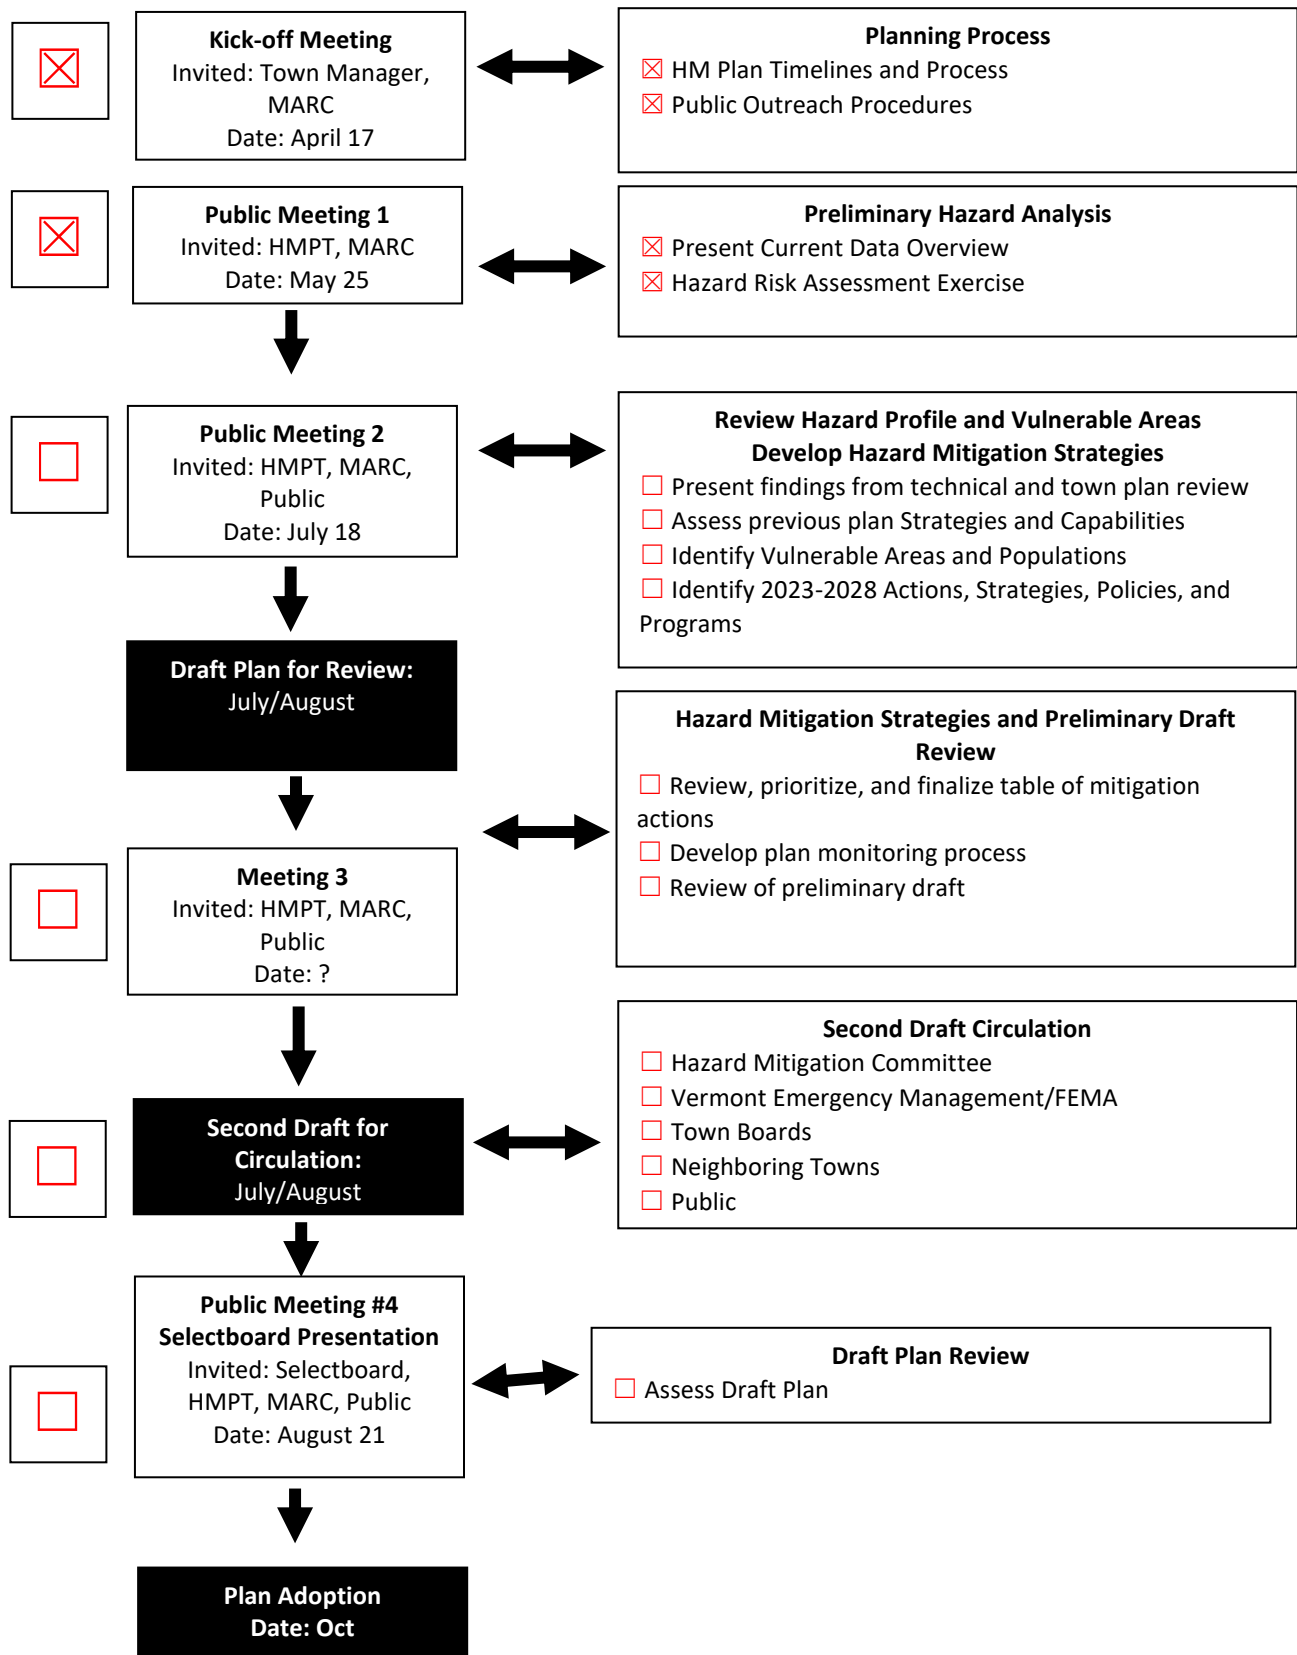 Kick-off Meeting
Invited: Town Manager,
MARC
Date: April 17
Planning Process
☒ HM Plan Timelines and Process
☒ Public Outreach Procedures
Public Meeting 1
Invited: HMPT, MARC
Date: May 25
Preliminary Hazard Analysis
☒ Present Current Data Overview
☒ Hazard Risk Assessment Exercise
Public Meeting 2
Invited: HMPT, MARC,
Public
Date: July 18
Review Hazard Profile and Vulnerable Areas
Develop Hazard Mitigation Strategies
☐ Present findings from technical and town plan review
☐ Assess previous plan Strategies and Capabilities
☐ Identify Vulnerable Areas and Populations
☐ Identify 2023-2028 Actions, Strategies, Policies, and
Programs
Draft Plan for Review:
July/August
Hazard Mitigation Strategies and Preliminary Draft
Review
☐ Review, prioritize, and finalize table of mitigation
actions
☐ Develop plan monitoring process
☐ Review of preliminary draft
Meeting 3
Invited: HMPT, MARC,
Public
Date: ?
Second Draft Circulation
☐ Hazard Mitigation Committee
☐ Vermont Emergency Management/FEMA
☐ Town Boards
☐ Neighboring Towns
☐ Public
Second Draft for
Circulation:
July/August
Public Meeting #4
Selectboard Presentation
Invited: Selectboard,
HMPT, MARC, Public
Date: August 21
Draft Plan Review
☐ Assess Draft Plan
Plan Adoption
Date: Oct